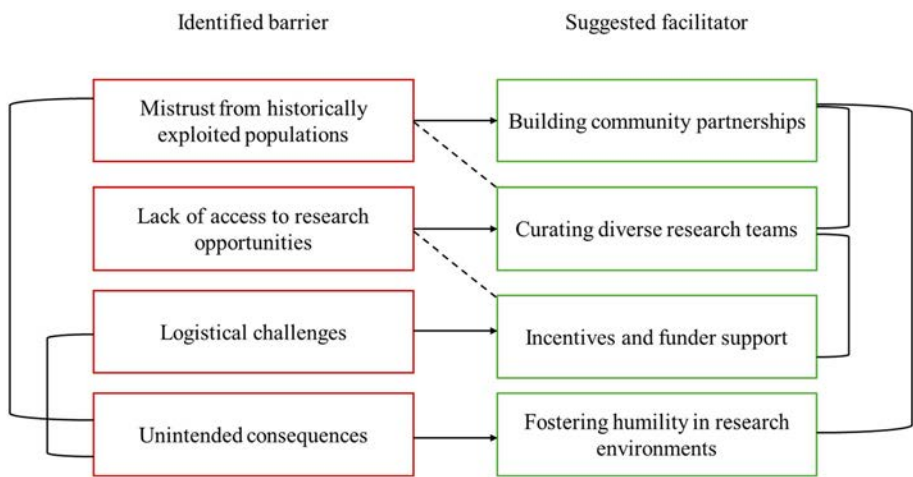 Identified barrier
Suggested facilitator
Mistrust from historically
exploited populations
Building community partnerships
Lack of access to research
opportunities
Curating diverse research teams
Logistical challenges
Incentives and funder support
Unintended consequences
Fostering humility in research
environments